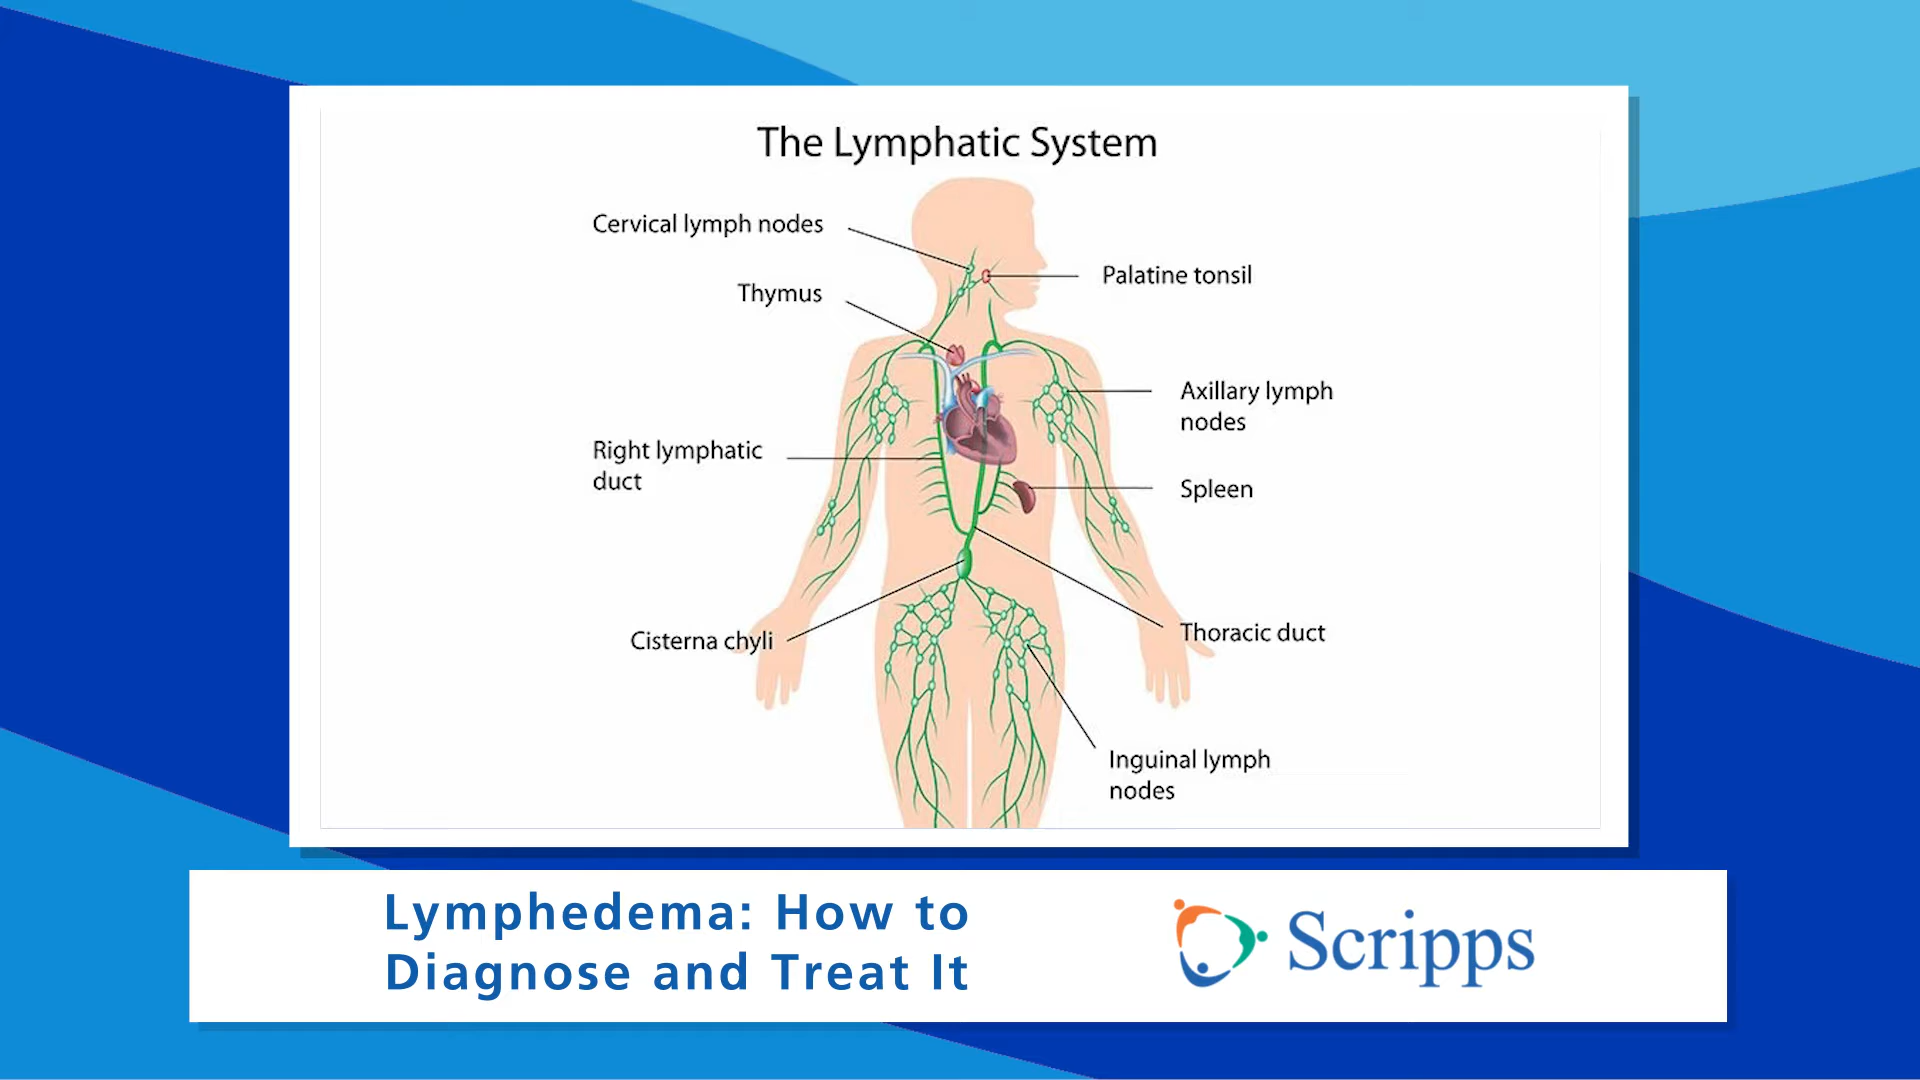 The Lymphatic System
Cervical lymph nodes
Palatine tonsil
Thymus
Axillary lymph
nodes
Right lymphatic
duct
Spleen
Cisterna chyli
Thoracic duct
Inguinal lymph
nodes
Lymphedema: How to
Diagnose and Treat It
Scripps